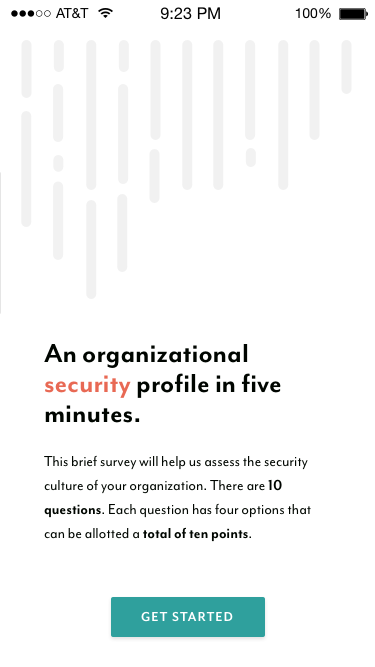 AT&T 9:23 PM 100%
An organizational
security profile in five
minutes.
This brief survey will help us assess the security
culture of your organization. There are 10
questions. Each question has four options that
can be allotted a total of ten points.
GET STARTED